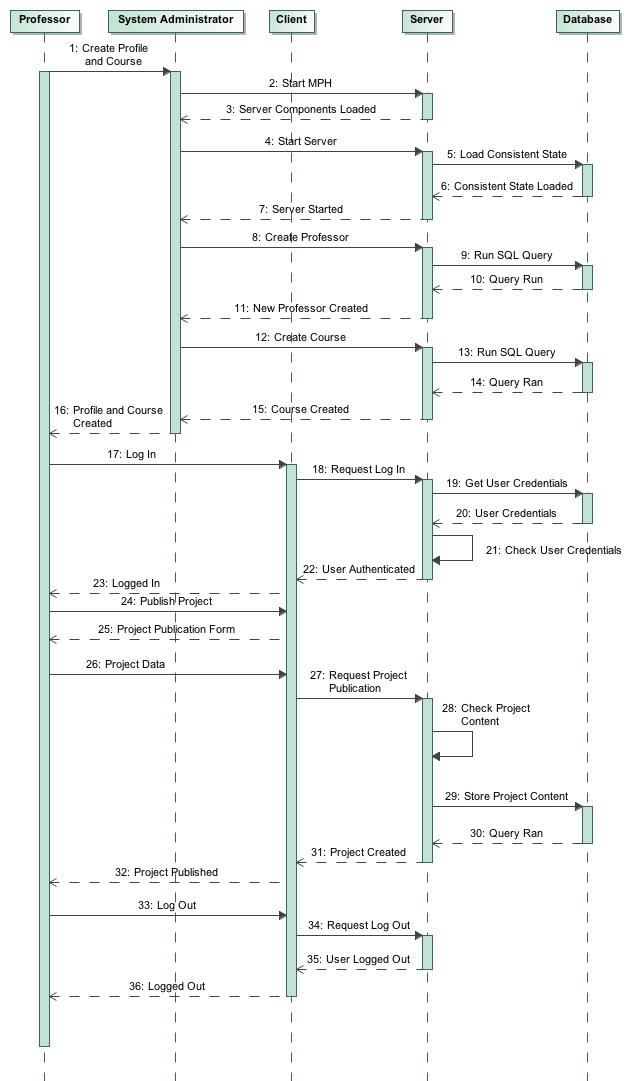 Professor
System Administrator
Client
Server
Database
1: Create Profile
and Course
2: Start MPH
3: Server Components Loaded
4: Start Server
5: Load Consistent State
6: Consistent State Loaded
7: Server Started
8: Create Professor
9: Run SQL Query
10: Query Run
11: New Professor Created
12: Create Course
13: Run SQL Query
14: Query Ran
15: Course Created
16: Profile and Course
Created
17: Log In
18: Request Log In
19: Get User Credentials
20: User Credentials
21: Check User Credentials
22: User Authenticated
23: Logged In
24: Publish Project
25: Project Publication Form
26: Project Data
27: Request Project
Publication
28: Check Project
Content
29: Store Project Content
30: Query Ran
31: Project Created
32: Project Published
33: Log Out
34: Request Log Out
35: User Logged Out
36: Logged Out